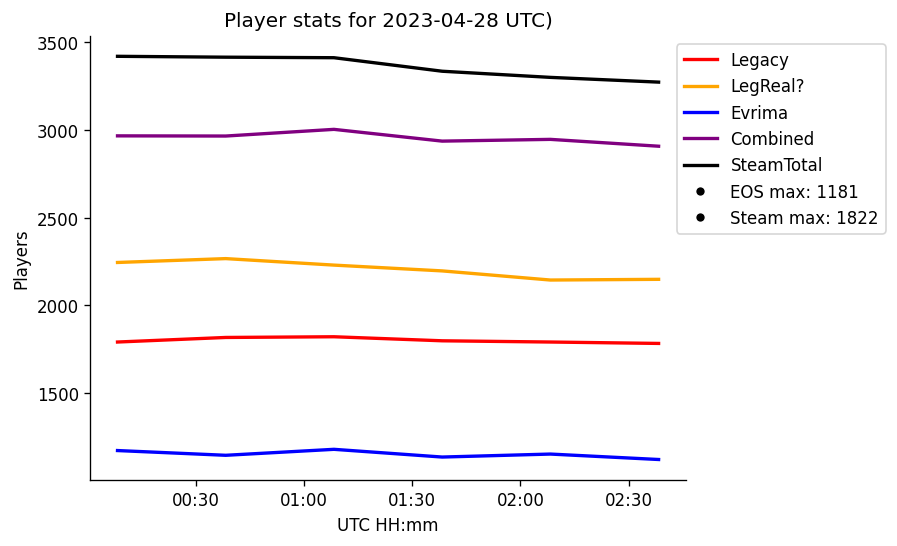 Player stats for 2023-04-28 UTC)
3500
3000
2500
2000
1500
Players
00:30 01:00 01:30 02:00 02:30
UTC HH:mm
Legacy
LegReal?
Evrima
Combined
SteamTotal
EOS max: 1181
Steam max: 1822